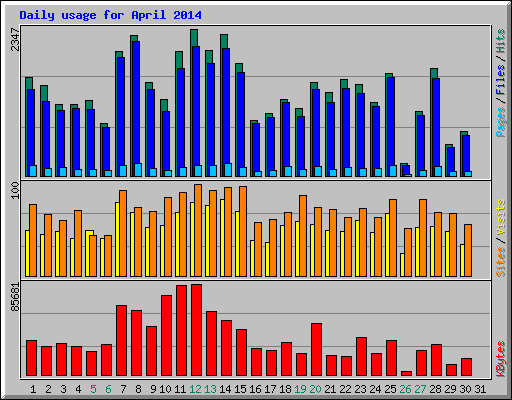 Daily usage for April 2014
2347
Pages / Files / Hits
100
Sites / Visits
85681
KBytes
1 2 3 4 5 6 7 8 9 10 11 12 13 14 15 16 17 18 19 20 21 22 23 24 25 26 27 28 29 30 31